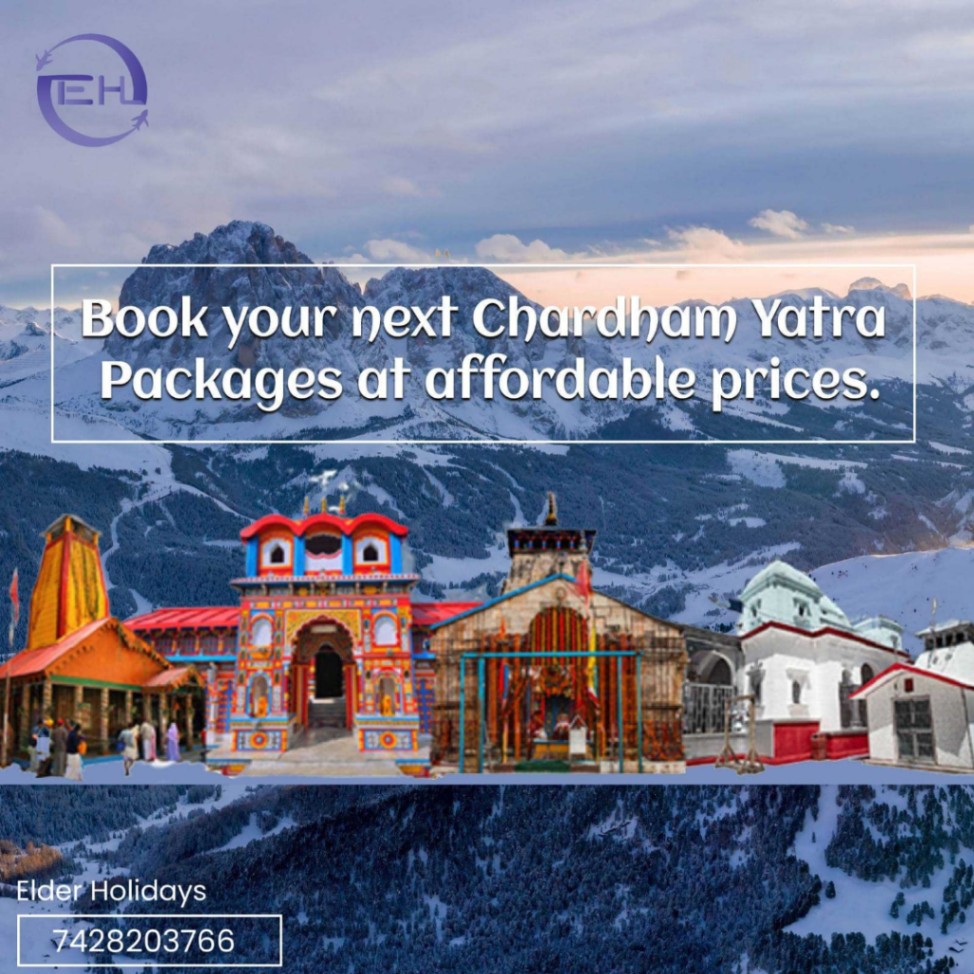 EH
Book your next Chardham Yatra
Packages at affordable prices.
Elder Holidays
7428203766